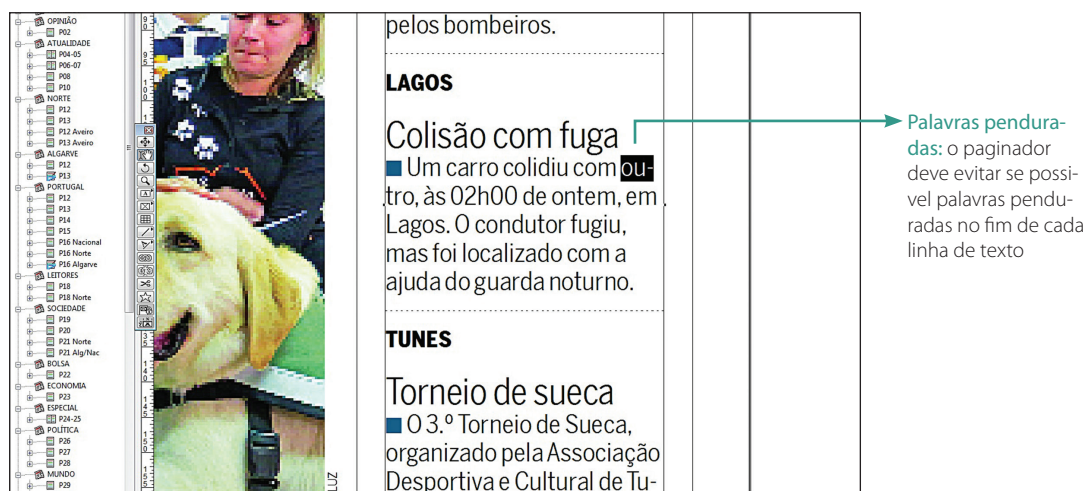 OPINIÃO
P02
ATUALIDADE
P04-05
P06-07
P08
P10
NORTE
P12
P13
P12 Aveiro
P13 Aveiro
ALGARVE
P12
P13
PORTUGAL
P12
P13
P14
P15
P16 Nacional
P16 Norte
P16 Algarve
LEITORES
P18
P18 Norte
SOCIEDADE
P19
P20
P21 Norte
P21 Alg/Nac
BOLSA
P22
ECONOMIA
P23
ESPECIAL
P24-25
POLÍTICA
P26
P27
P28
MUNDO
P29
LUZ
pelos bombeiros.
LAGOS
Colisão com fuga
Um carro colidiu com ou-
tro, às 02h00 de ontem, em
Lagos. O condutor fugiu,
mas foi localizado com a
ajuda do guarda noturno.
TUNES
Torneio de sueca
O 3.º Torneio de Sueca,
organizado pela Associação
Desportiva e Cultural de Tu-
Palavras pendura-
das: o paginador
deve evitar se possi-
vel palavras pendu-
radas no fim de cada
linha de texto